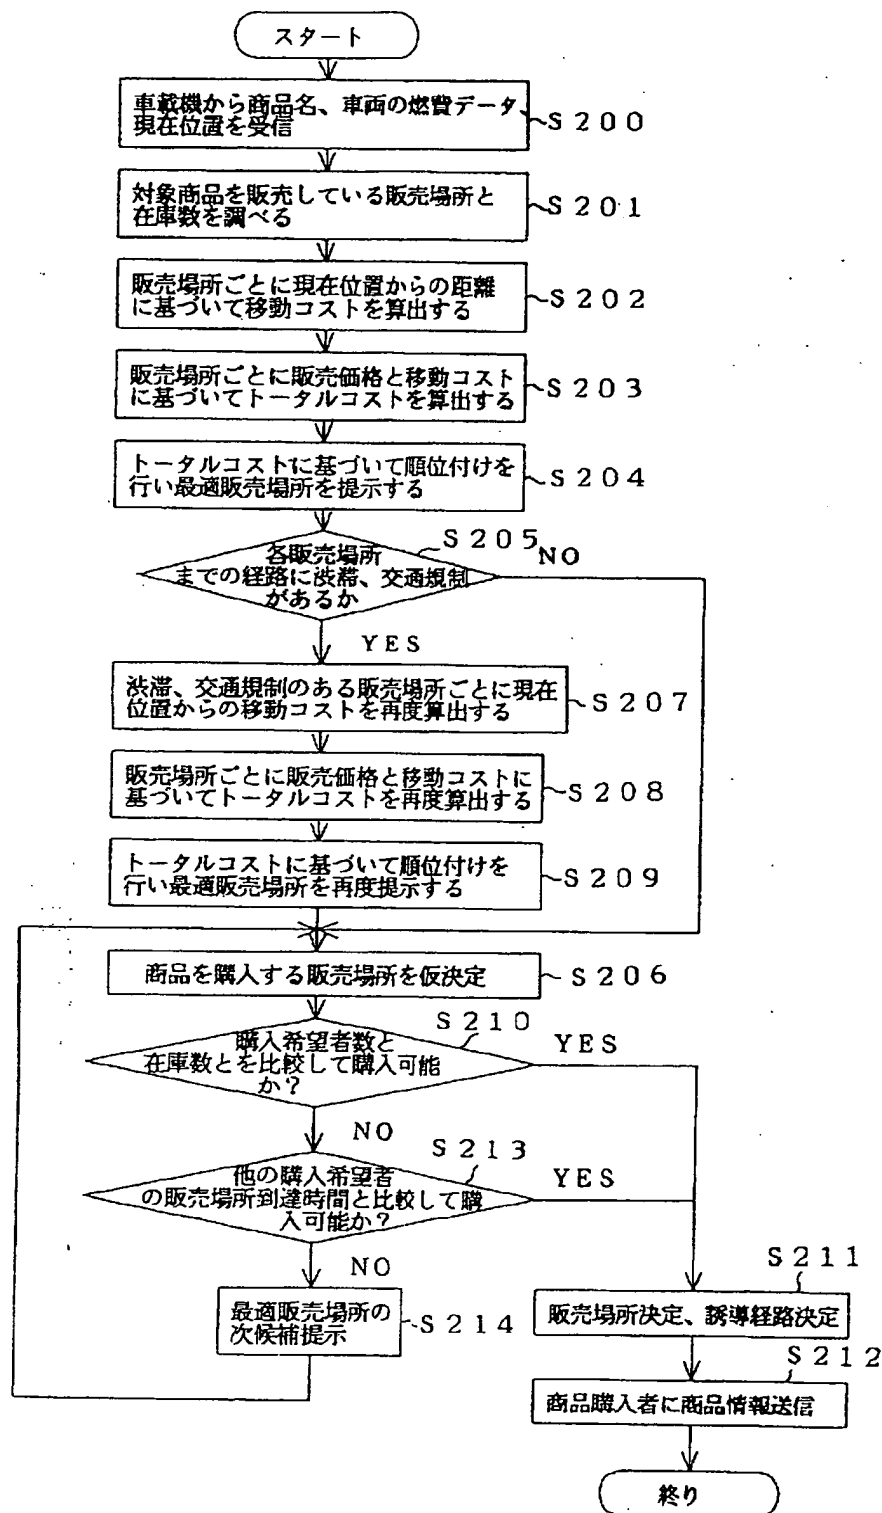 スタート
車載機から商品名、車両の燃費データ、
現在位置を受信
S200
対象商品を販売している販売場所と
在庫数を調べる
S201
販売場所ごとに現在位置からの距離
に基づいて移動コストを算出する
S202
販売場所ごとに販売価格と移動コスト
に基づいてトータルコストを算出する
S203
トータルコストに基づいて順位付けを
行い最適販売場所を提示する
S204
S205
各販売場所
までの経路に渋滞、交通規制
があるか
NO
YES
渋滞、交通規制のある販売場所ごとに現在
位置からの移動コストを再度算出する
S207
販売場所ごとに販売価格と移動コストに
基づいてトータルコストを再度算出する
S208
トータルコストに基づいて順位付けを
行い最適販売場所を再度提示する
S209
商品を購入する販売場所を仮決定
S206
S210
購入希望者数と
在庫数とを比較して購入可能
か?
YES
NO
S213
他の購入希望者
の販売場所到達時間と比較して購
入可能か?
YES
NO
最適販売場所の
次候補提示
S214
S211
販売場所決定、誘導経路決定
S212
商品購入者に商品情報送信
終り